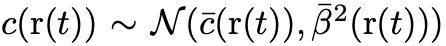 c(r(t)) ∼ 𝒩(c̄(r(t)), β̄²(r(t)))